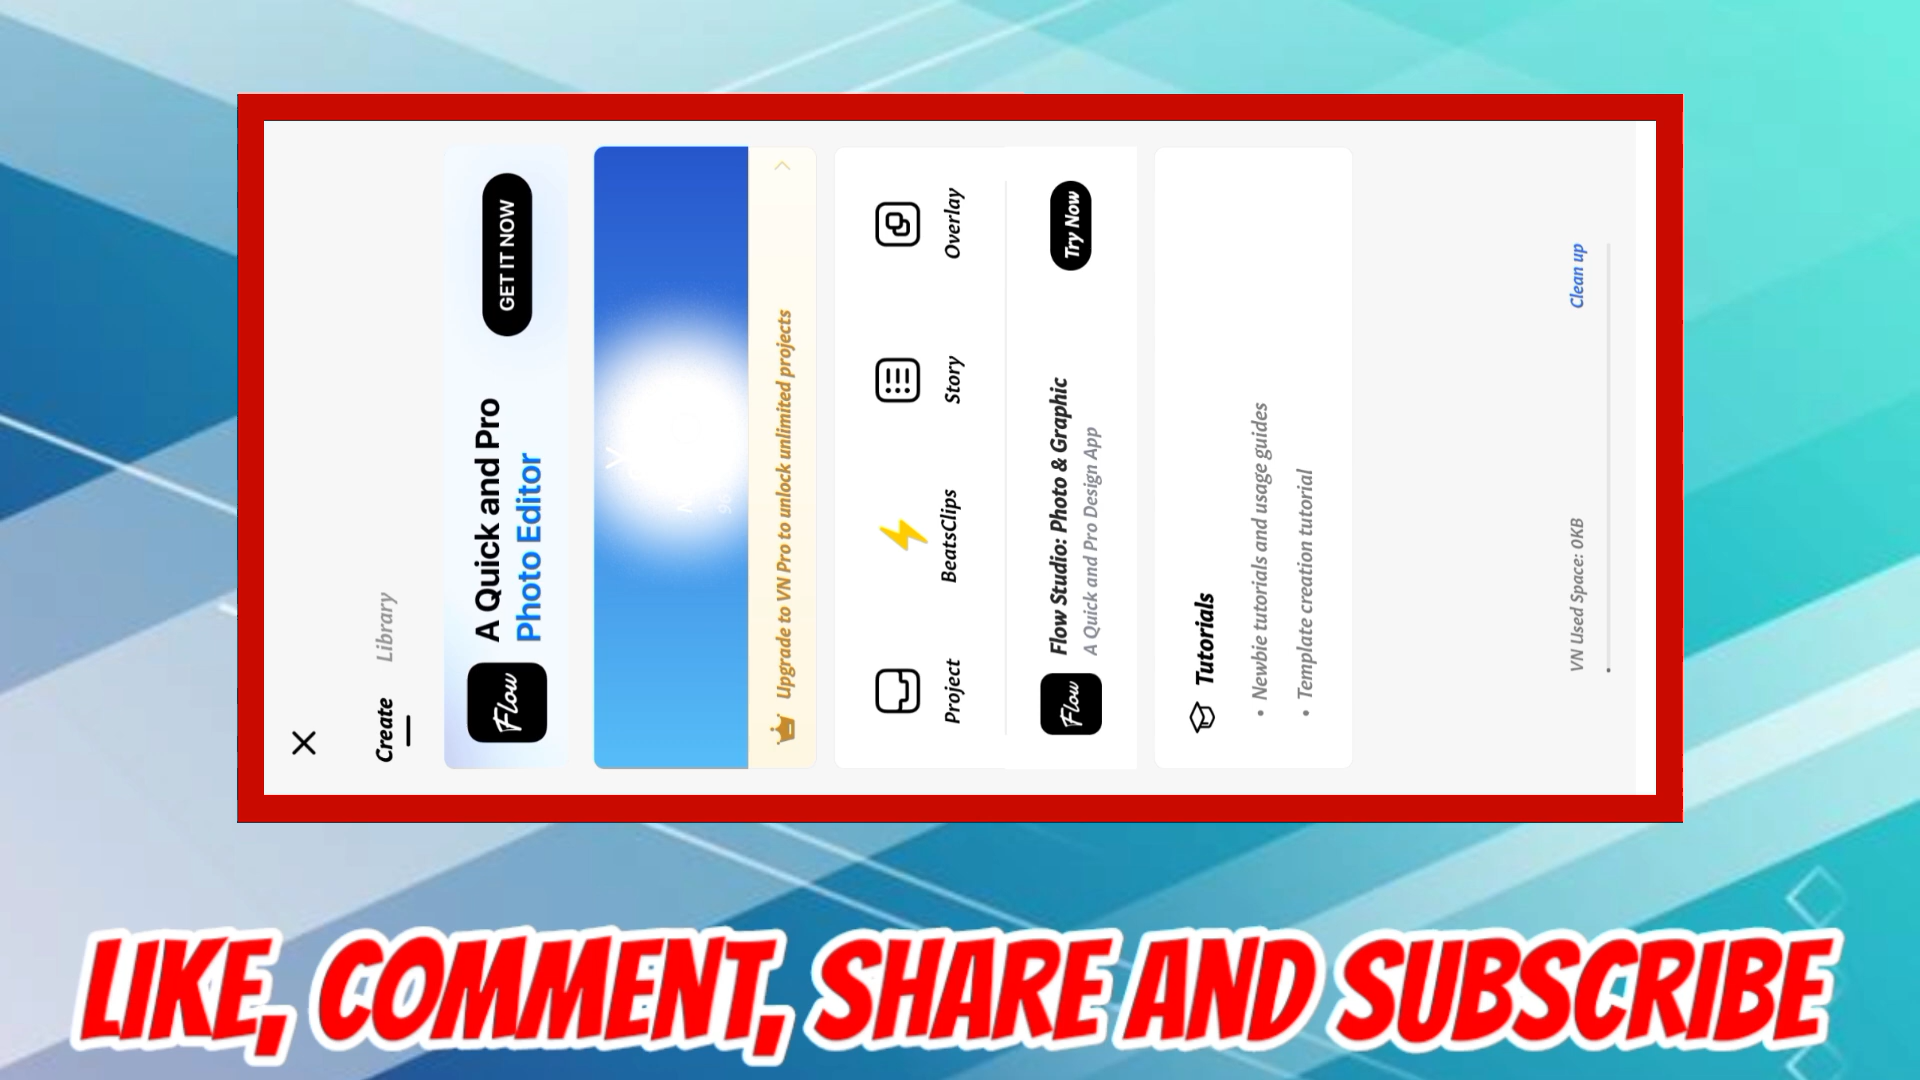 Create Library
Flow
A Quick and Pro
Photo Editor
GET IT NOW
Upgrade to VN Pro to unlock unlimited projects
Project
BeatsClips
Story
Overlay
Flow
Flow Studio: Photo & Graphic
A Quick and Pro Design App
Try Now
Tutorials
• Newbie tutorials and usage guides
• Template creation tutorial
VN Used Space: 0KB
Clean up
LIKE, COMMENT, SHARE AND SUBSCRIBE